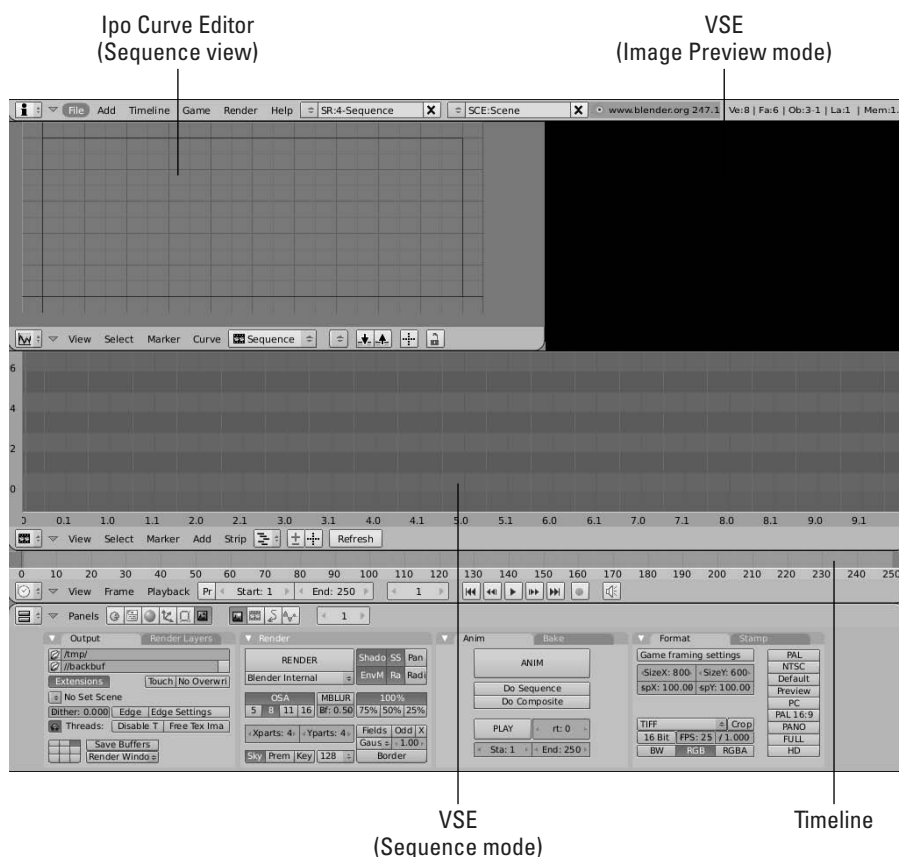 Ipo Curve Editor
(Sequence view)
VSE
(Image Preview mode)
File Add Timeline Game Render Help SR:4-Sequence X SCE:Scene X www.blender.org 247.1 Ve:8 | Fa:6 | Ob:3-1 | La:1 | Mem:1.
View Select Marker Curve Sequence
6
4
2
0
0 0.1 1.0 1.1 2.0 2.1 3.0 3.1 4.0 4.1 5.0 5.1 6.0 6.1 7.0 7.1 8.0 8.1 9.0 9.1
View Select Marker Add Strip Refresh
0 10 20 30 40 50 60 70 80 90 100 110 120 130 140 150 160 170 180 190 200 210 220 230 240 250
View Frame Playback Pr Start: 1 End: 250 1
Panels 1
Output Render Layers
/tmp/
//backbuf
Extensions Touch No Overwri
No Set Scene
Dither: 0.000 Edge Edge Settings
Threads: Disable T Free Tex Ima
Save Buffers
Render Windo
Render
RENDER
Blender Internal
Shado SS Pan
EnvM Ra Radi
OSA MBLUR 100%
5 8 11 16 Bf: 0.50 75% 50% 25%
Xparts: 4 Yparts: 4 Fields Odd X
Gaus 1.00
Sky Prem Key 128 Border
Anim Bake
ANIM
Do Sequence
Do Composite
PLAY rt: 0
Sta: 1 End: 250
Format Stamp
Game framing settings
SizeX: 800 SizeY: 600
spX: 100.00 spY: 100.00
TIFF Crop
16 Bit FPS: 25 / 1.000
BW RGB RGBA
PAL
NTSC
Default
Preview
PC
PAL 16:9
PANO
FULL
HD
VSE
(Sequence mode)
Timeline